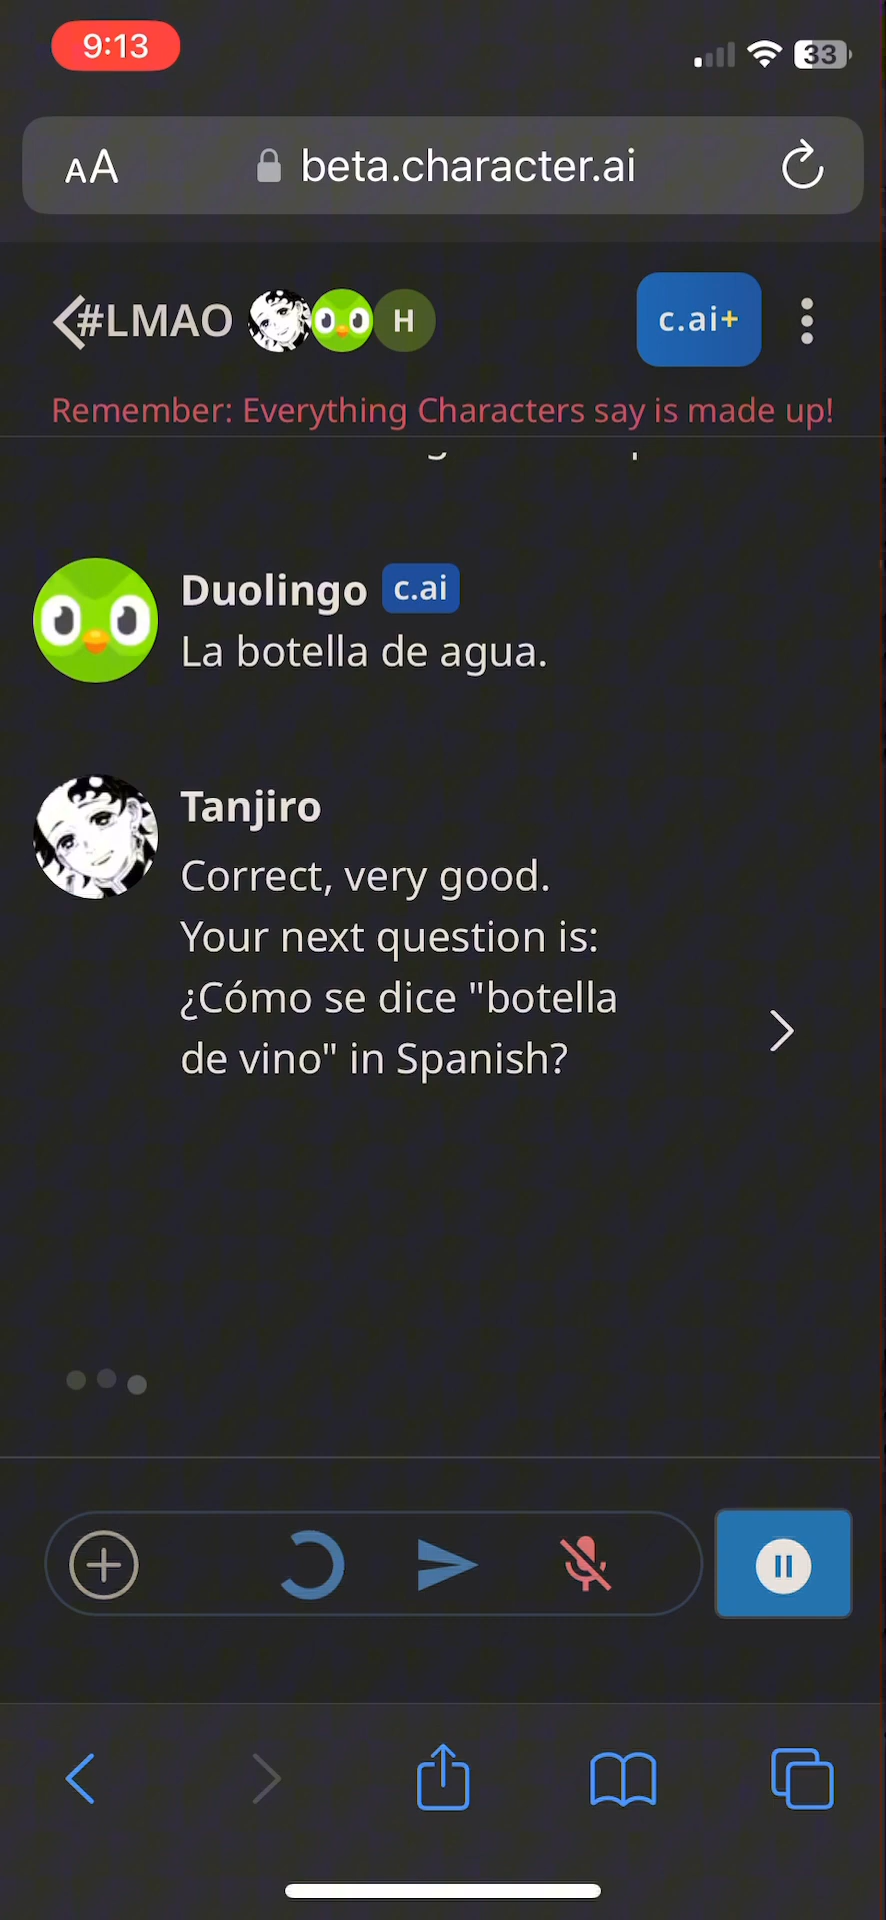 9:13
33
AA
beta.character.ai
#LMAO
H
c.ai+
Remember: Everything Characters say is made up!
Duolingo c.ai
La botella de agua.
Tanjiro
Correct, very good.
Your next question is:
¿Cómo se dice "botella
de vino" in Spanish?